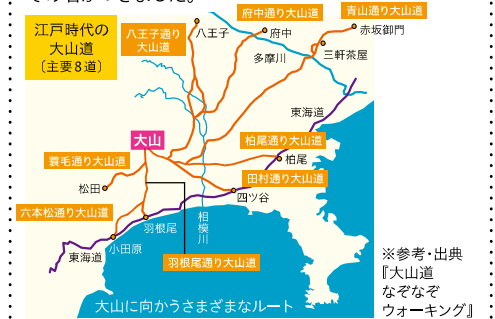 江戸時代の
大山道
〔主要8道〕
八王子通り
大山道
府中通り大山道
青山通り大山道
八王子
府中
赤坂御門
三軒茶屋
多摩川
東海道
大山
柏尾通り大山道
柏尾
蓑毛通り大山道
田村通り大山道
松田
四ツ谷
六本松通り大山道
羽根尾
相模川
小田原
東海道
羽根尾通り大山道
大山に向かうさまざまなルート
※参考・出典
『大山道
なぞなぞ
ウォーキング』